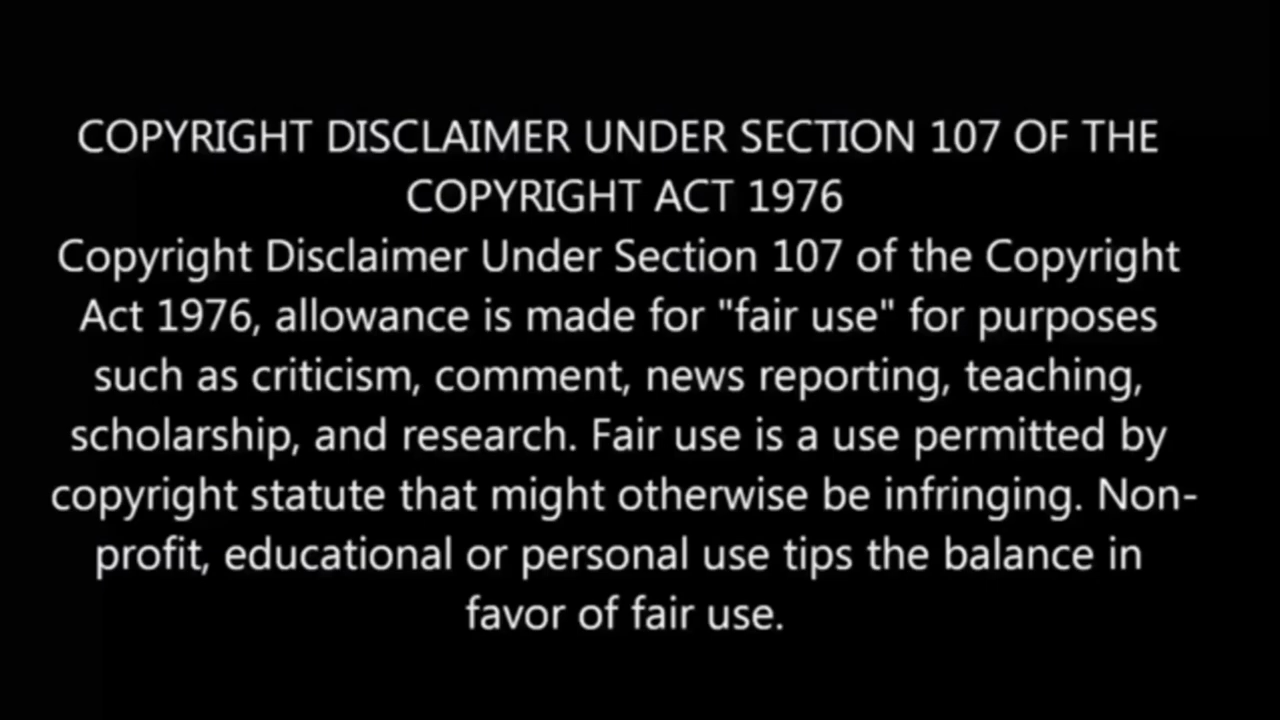 COPYRIGHT DISCLAIMER UNDER SECTION 107 OF THE
COPYRIGHT ACT 1976
Copyright Disclaimer Under Section 107 of the Copyright
Act 1976, allowance is made for "fair use" for purposes
such as criticism, comment, news reporting, teaching,
scholarship, and research. Fair use is a use permitted by
copyright statute that might otherwise be infringing. Non-
profit, educational or personal use tips the balance in
favor of fair use.